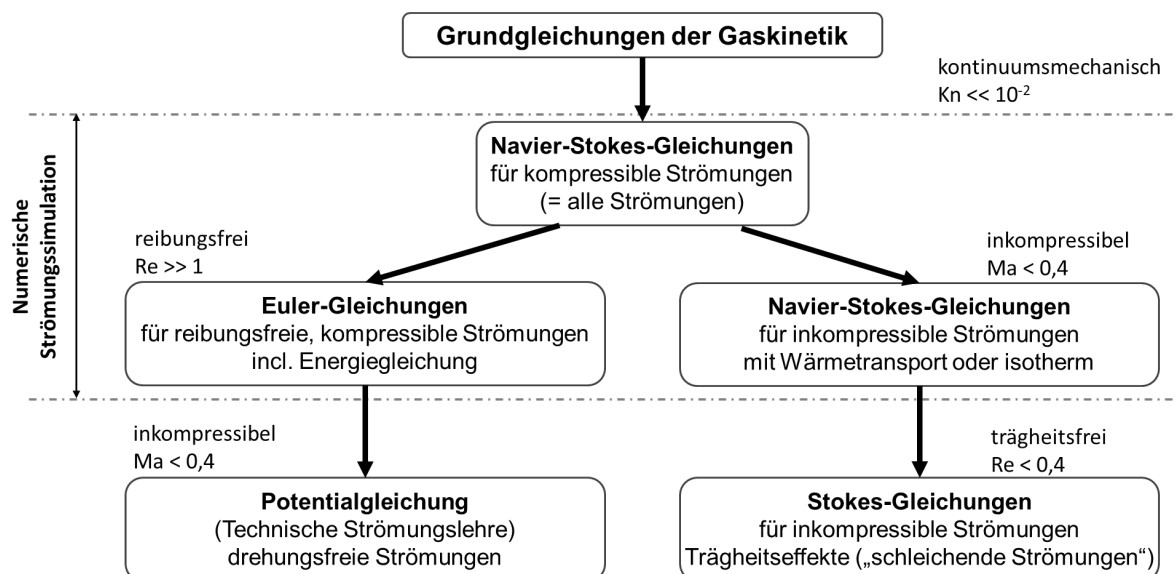 Grundgleichungen der Gaskinetik
kontinuumsmechanisch
Kn << 10⁻²
Numerische
Strömungssimulation
Navier-Stokes-Gleichungen
für kompressible Strömungen
(= alle Strömungen)
reibungsfrei
Re >> 1
inkompressibel
Ma < 0,4
Euler-Gleichungen
für reibungsfreie, kompressible Strömungen
incl. Energiegleichung
Navier-Stokes-Gleichungen
für inkompressible Strömungen
mit Wärmetransport oder isotherm
inkompressibel
Ma < 0,4
trägheitsfrei
Re < 0,4
Potentialgleichung
(Technische Strömungslehre)
drehungsfreie Strömungen
Stokes-Gleichungen
für inkompressible Strömungen
Trägheitseffekte („schleichende Strömungen“)